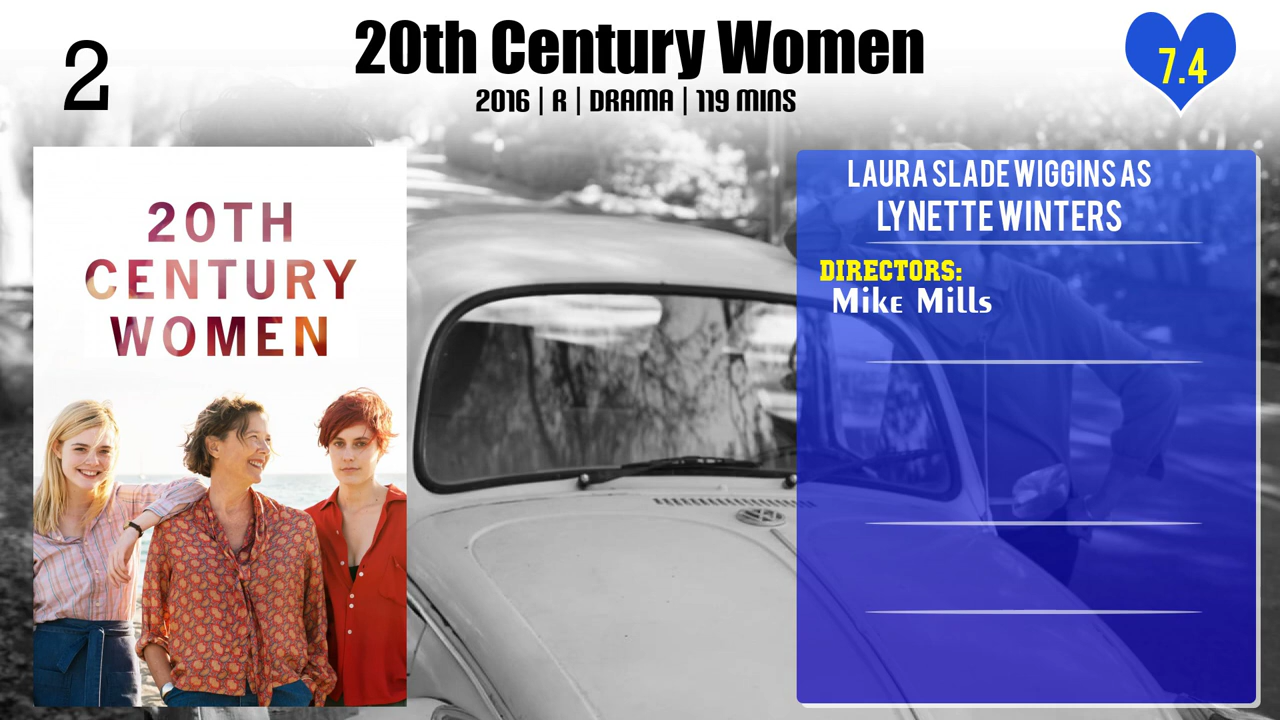 2
20th Century Women
2016 | R | DRAMA | 119 MINS
7.4
20TH
CENTURY
WOMEN
LAURA SLADE WIGGINS AS
LYNETTE WINTERS
DIRECTORS:
Mike Mills